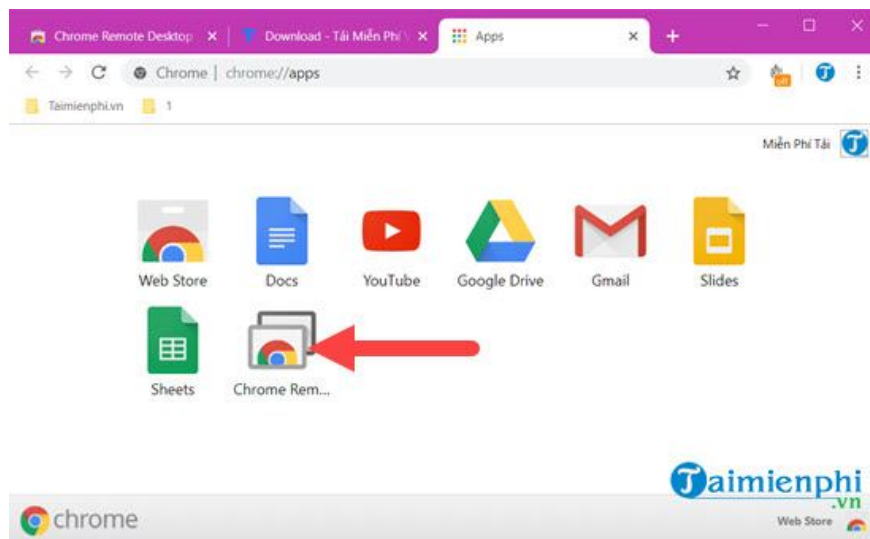 Chrome Remote Desktop
Download - Tải Miễn Phí V
Apps
Chrome | chrome://apps
off
Taimienphi.vn
1
Miễn Phí Tải
Web Store
Docs
YouTube
Google Drive
Gmail
Slides
Sheets
Chrome Rem...
Taimienphi
.vn
chrome
Web Store